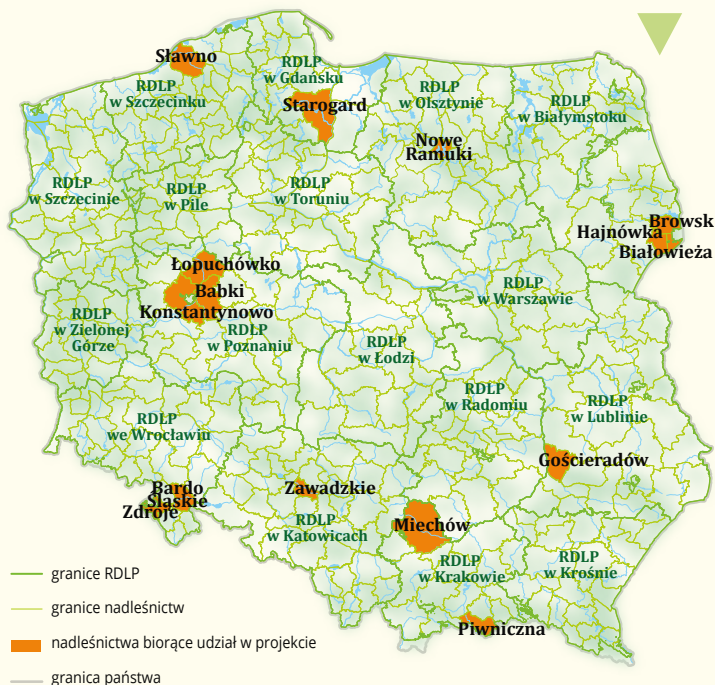 Sławno
RDLP
w Szczecinku
RDLP
w Gdańsku
Starogard
RDLP
w Olsztynie
Nowe
Ramuki
RDLP
w Białymstoku
RDLP
w Szczecinie
RDLP
w Pile
RDLP
w Toruniu
Browsk
Hajnówka
Białowieża
Łopuchówko
Babki
Konstantynowo
RDLP
w Poznaniu
RDLP
w Warszawie
RDLP
w Zielonej
Górze
RDLP
w Łodzi
RDLP
w Radomiu
RDLP
w Lublinie
RDLP
we Wrocławiu
Gościeradów
Bardo
Śląskie
Zdroje
Zawadzkie
RDLP
w Katowicach
Miechów
RDLP
w Krakowie
RDLP
w Krośnie
Piwniczna
granice RDLP
granice nadleśnictw
nadleśnictwa biorące udział w projekcie
granica państwa